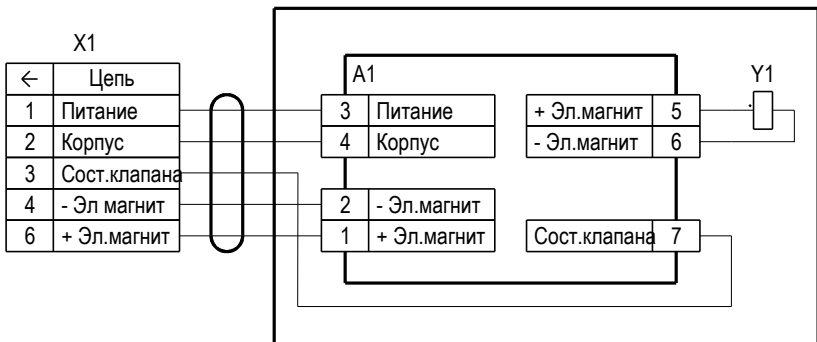 X1
← Цепь
1 Питание
2 Корпус
3 Сост.клапана
4 - Эл магнит
6 + Эл.магнит
A1
3 Питание
4 Корпус
2 - Эл.магнит
1 + Эл.магнит
+ Эл.магнит 5
- Эл.магнит 6
Сост.клапана 7
Y1